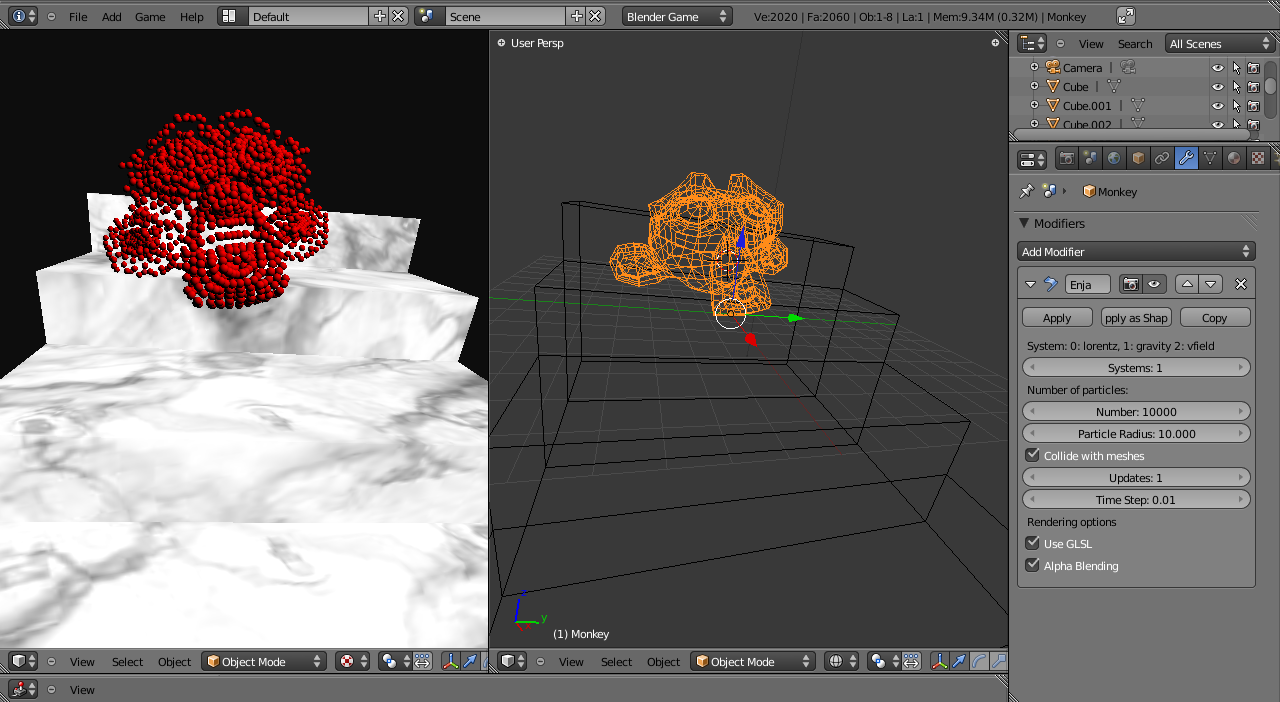 File Add Game Help Default Scene Blender Game Ve:2020 | Fa:2060 | Ob:1-8 | La:1 | Mem:9.34M (0.32M) | Monkey
User Persp
(1) Monkey
z
y
View Select Object Object Mode
View Select Object Object Mode
View
View Search All Scenes
Camera
Cube
Cube.001
Cube.002
Monkey
Modifiers
Add Modifier
Enja
Apply pply as Shap Copy
System: 0: lorentz, 1: gravity 2: vfield
Systems: 1
Number of particles:
Number: 10000
Particle Radius: 10.000
Collide with meshes
Updates: 1
Time Step: 0.01
Rendering options
Use GLSL
Alpha Blending